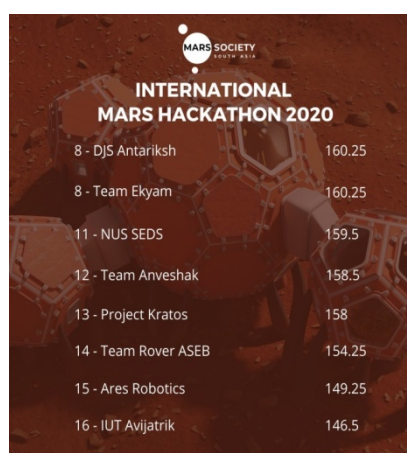 MARS SOCIETY
SOUTH ASIA
INTERNATIONAL
MARS HACKATHON 2020
8 - DJS Antariksh 160.25
8 - Team Ekyam 160.25
11 - NUS SEDS 159.5
12 - Team Anveshak 158.5
13 - Project Kratos 158
14 - Team Rover ASEB 154.25
15 - Ares Robotics 149.25
16 - IUT Avijatrik 146.5